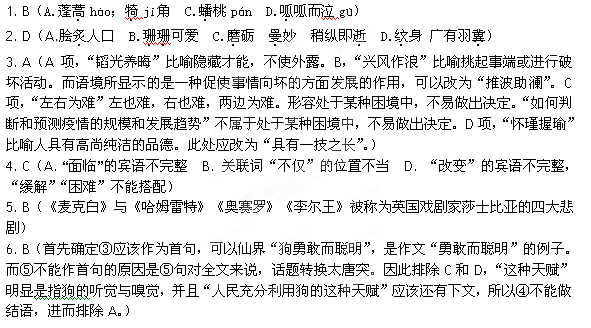 1. B（A.蓬蒿 hāo；犄 jī角　C.蟠桃 pán　D.呱呱而泣 gū）
2. D（A.脍炙人口　B.珊珊可爱　C.磨砺　曼妙　稍纵即逝　D.纹身　广有羽翼）
3. A（A 项，“韬光养晦”比喻隐藏才能，不使外露。B，“兴风作浪”比喻挑起事端或进行破
坏活动。而语境所显示的是一种促使事情向坏的方面发展的作用，可以改为“推波助澜”。C
项，“左右为难”左也难，右也难，两边为难。形容处于某种困境中，不易做出决定。“如何判
断和预测疫情的规模和发展趋势”不属于处于某种困境中，不易做出决定。D 项，“怀瑾握瑜”
比喻人具有高尚纯洁的品德。此处应改为“具有一技之长”。）
4. C（A.“面临”的宾语不完整　B. 关联词“不仅”的位置不当　D. “改变”的宾语不完整，
“缓解”“困难”不能搭配）
5. B（《麦克白》与《哈姆雷特》《奥赛罗》《李尔王》被称为英国戏剧家莎士比亚的四大悲
剧）
6. B（首先确定③应该作为首句，可以仙界“狗勇敢而聪明”，是作文“勇敢而聪明”的例子。
而⑤不能作首句的原因是⑤句对全文来说，话题转换太唐突。因此排除 C 和 D，“这种天赋”
明显是指狗的听觉与嗅觉，并且“人民充分利用狗的这种天赋”应该还有下文，所以④不能做
结语，进而排除 A。）